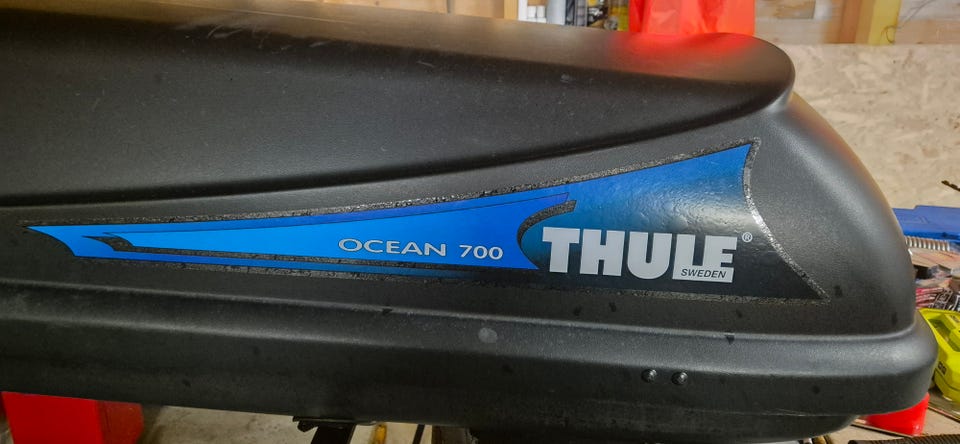 OCEAN 700
THULE®
SWEDEN